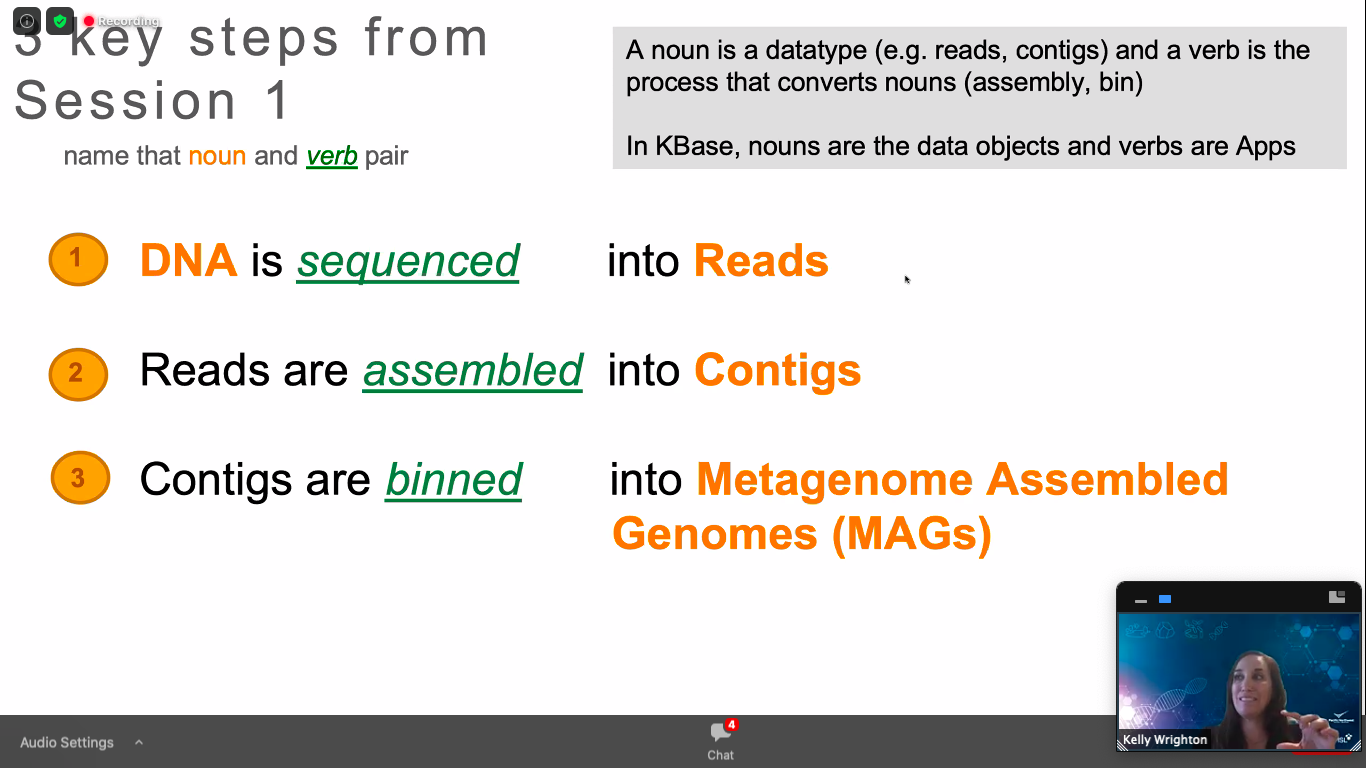 Recording
3 key steps from
Session 1
name that noun and verb pair
A noun is a datatype (e.g. reads, contigs) and a verb is the
process that converts nouns (assembly, bin)
In KBase, nouns are the data objects and verbs are Apps
1 DNA is sequenced into Reads
2 Reads are assembled into Contigs
3 Contigs are binned into Metagenome Assembled
Genomes (MAGs)
Kelly Wrighton
Audio Settings
4
Chat